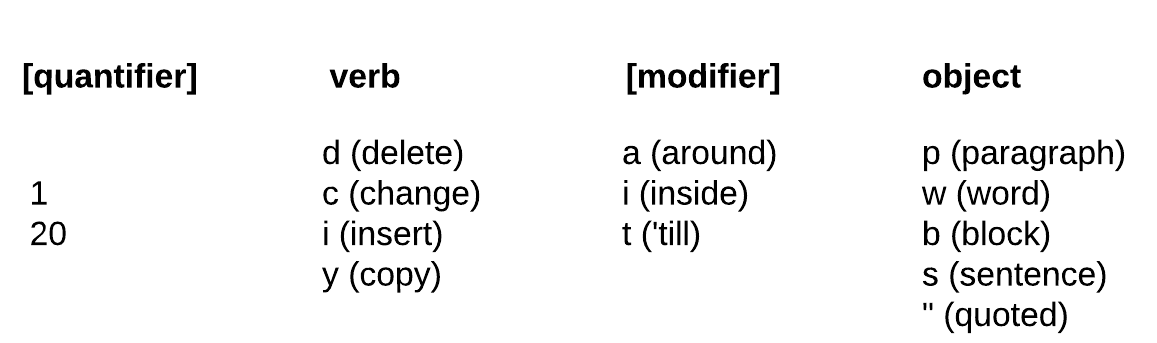 [quantifier] verb [modifier] object
d (delete) a (around) p (paragraph)
1 c (change) i (inside) w (word)
20 i (insert) t ('till) b (block)
y (copy) s (sentence)
" (quoted)